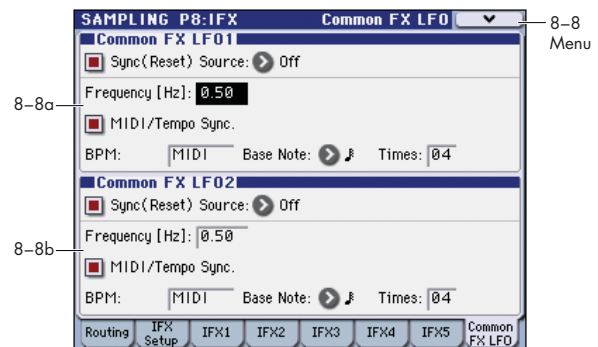 SAMPLING P8:IFX Common FX LFO
8–8 Menu
Common FX LFO1
Sync(Reset) Source: Off
8–8a
Frequency [Hz]: 0.50
MIDI/Tempo Sync.
BPM: MIDI Base Note: Times: 04
Common FX LFO2
Sync(Reset) Source: Off
Frequency [Hz]: 0.50
8–8b
MIDI/Tempo Sync.
BPM: MIDI Base Note: Times: 04
Routing IFX Setup IFX1 IFX2 IFX3 IFX4 IFX5 Common FX LFO